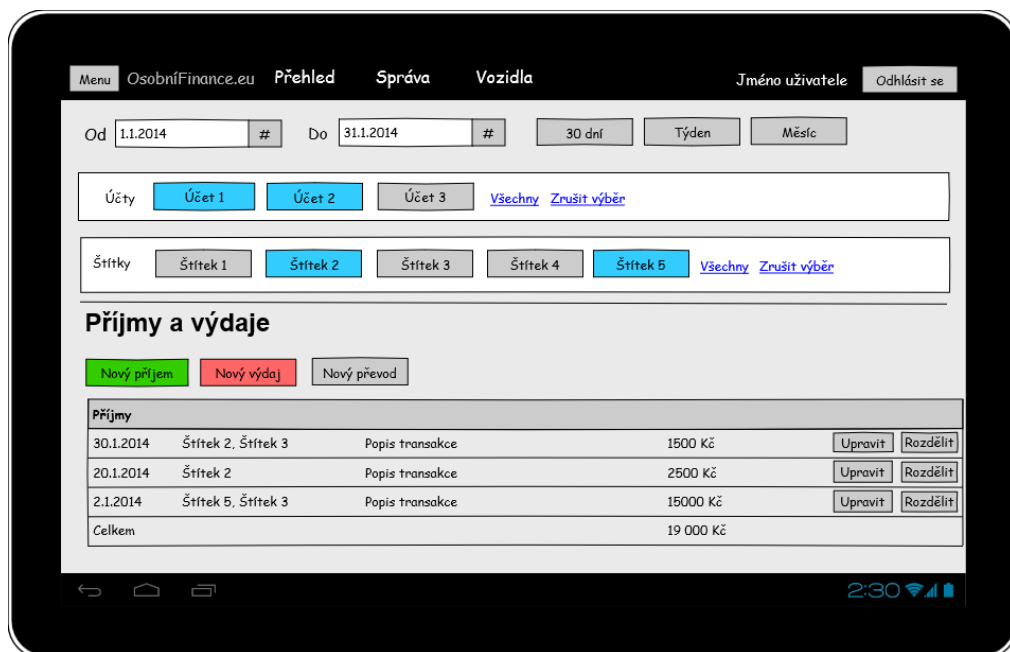 Menu OsobníFinance.eu Přehled Správa Vozidla Jméno uživatele Odhlásit se
Od 1.1.2014 # Do 31.1.2014 # 30 dní Týden Měsíc
Účty Účet 1 Účet 2 Účet 3 Všechny Zrušit výběr
Štítky Štítek 1 Štítek 2 Štítek 3 Štítek 4 Štítek 5 Všechny Zrušit výběr
Příjmy a výdaje
Nový příjem Nový výdaj Nový převod
Příjmy
30.1.2014 Štítek 2, Štítek 3 Popis transakce 1500 Kč Upravit Rozdělit
20.1.2014 Štítek 2 Popis transakce 2500 Kč Upravit Rozdělit
2.1.2014 Štítek 5, Štítek 3 Popis transakce 15000 Kč Upravit Rozdělit
Celkem 19 000 Kč
2:30